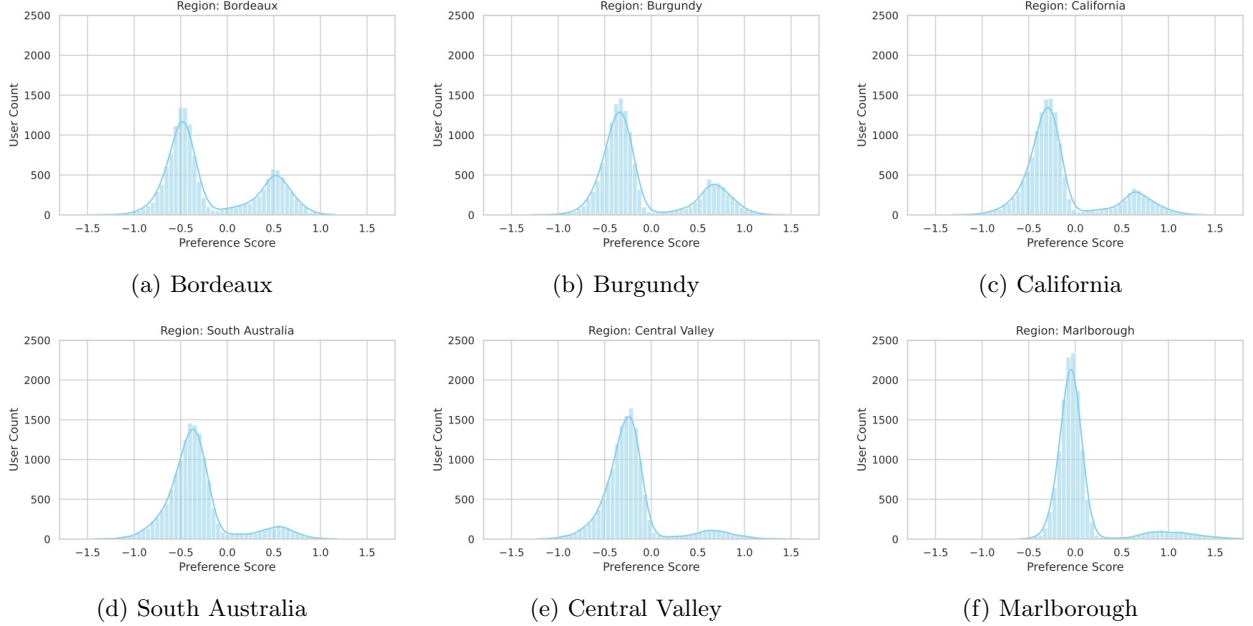 Region: Bordeaux
2500
2000
1500
1000
500
0
User Count
−1.5 −1.0 −0.5 0.0 0.5 1.0 1.5
Preference Score
(a) Bordeaux
Region: Burgundy
2500
2000
1500
1000
500
0
User Count
−1.5 −1.0 −0.5 0.0 0.5 1.0 1.5
Preference Score
(b) Burgundy
Region: California
2500
2000
1500
1000
500
0
User Count
−1.5 −1.0 −0.5 0.0 0.5 1.0 1.5
Preference Score
(c) California
Region: South Australia
2500
2000
1500
1000
500
0
User Count
−1.5 −1.0 −0.5 0.0 0.5 1.0 1.5
Preference Score
(d) South Australia
Region: Central Valley
2500
2000
1500
1000
500
0
User Count
−1.5 −1.0 −0.5 0.0 0.5 1.0 1.5
Preference Score
(e) Central Valley
Region: Marlborough
2500
2000
1500
1000
500
0
User Count
−1.5 −1.0 −0.5 0.0 0.5 1.0 1.5
Preference Score
(f) Marlborough